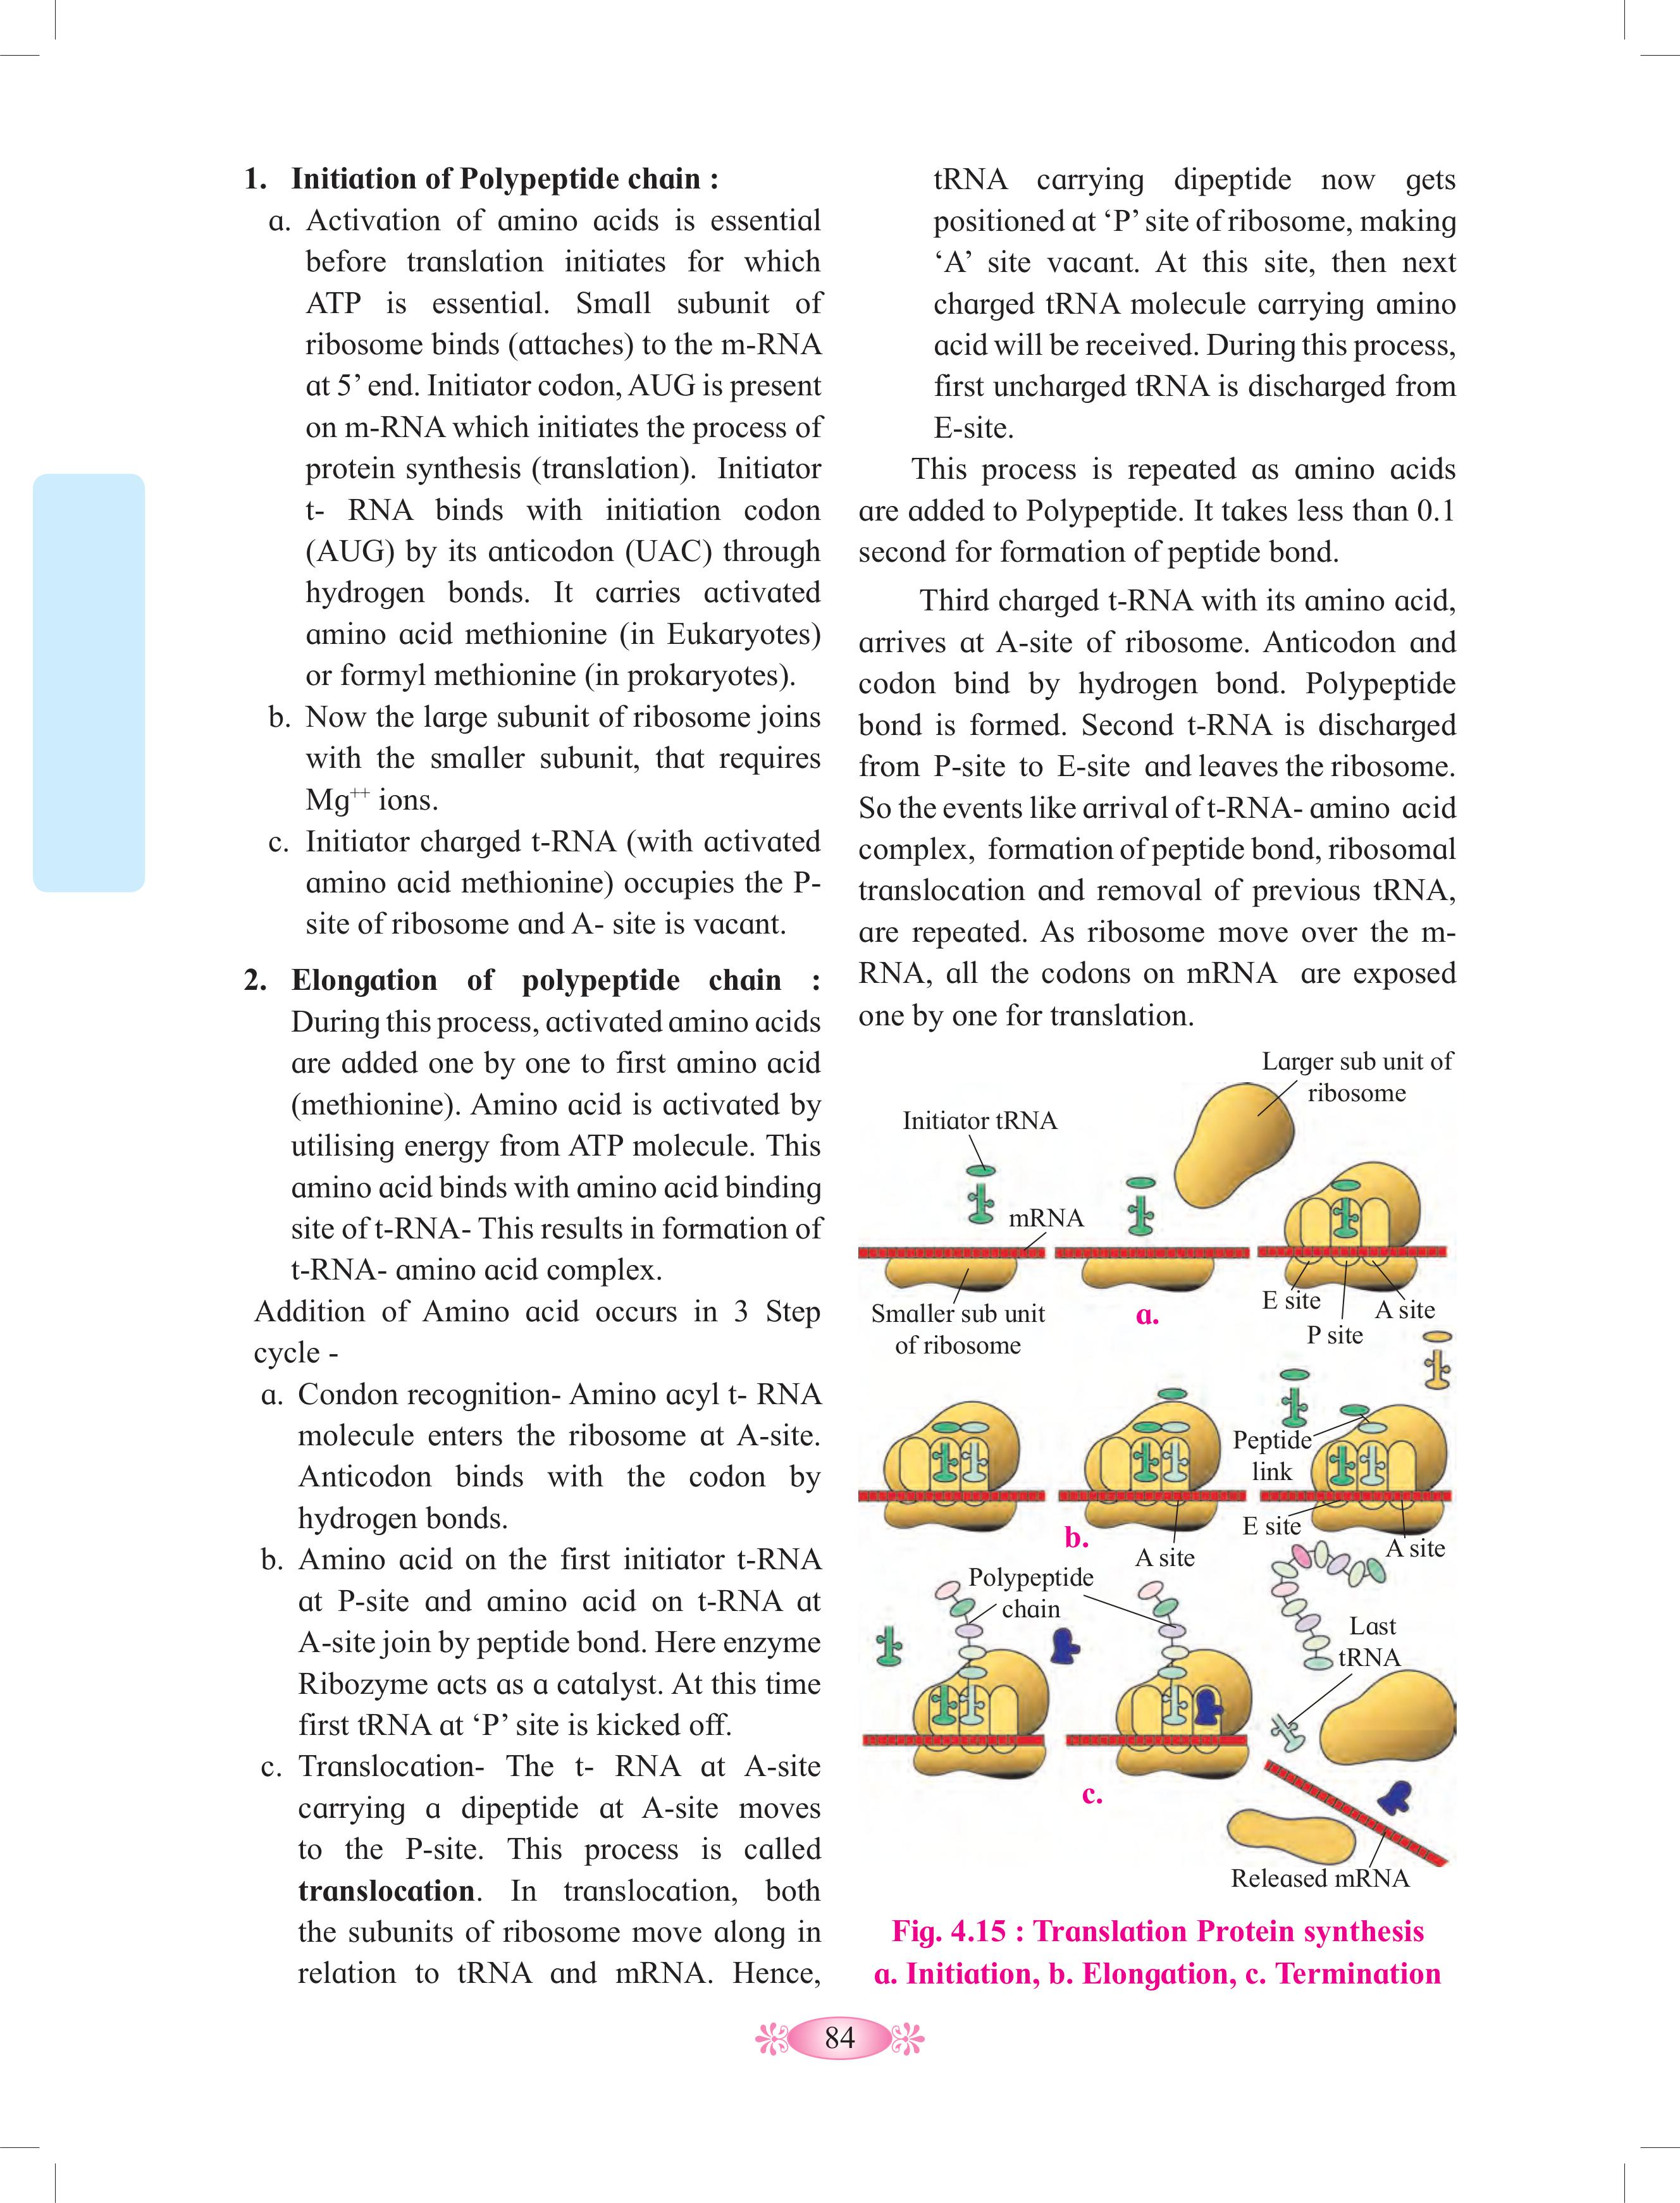 1. Initiation of Polypeptide chain :
a. Activation of amino acids is essential
before translation initiates for which
ATP is essential. Small subunit of
ribosome binds (attaches) to the m-RNA
at 5’ end. Initiator codon, AUG is present
on m-RNA which initiates the process of
protein synthesis (translation). Initiator
t- RNA binds with initiation codon
(AUG) by its anticodon (UAC) through
hydrogen bonds. It carries activated
amino acid methionine (in Eukaryotes)
or formyl methionine (in prokaryotes).
b. Now the large subunit of ribosome joins
with the smaller subunit, that requires
Mg++ ions.
c. Initiator charged t-RNA (with activated
amino acid methionine) occupies the P-
site of ribosome and A- site is vacant.
2. Elongation of polypeptide chain :
During this process, activated amino acids
are added one by one to first amino acid
(methionine). Amino acid is activated by
utilising energy from ATP molecule. This
amino acid binds with amino acid binding
site of t-RNA- This results in formation of
t-RNA- amino acid complex.
Addition of Amino acid occurs in 3 Step
cycle -
a. Condon recognition- Amino acyl t- RNA
molecule enters the ribosome at A-site.
Anticodon binds with the codon by
hydrogen bonds.
b. Amino acid on the first initiator t-RNA
at P-site and amino acid on t-RNA at
A-site join by peptide bond. Here enzyme
Ribozyme acts as a catalyst. At this time
first tRNA at ‘P’ site is kicked off.
c. Translocation- The t- RNA at A-site
carrying a dipeptide at A-site moves
to the P-site. This process is called
translocation. In translocation, both
the subunits of ribosome move along in
relation to tRNA and mRNA. Hence,
tRNA carrying dipeptide now gets
positioned at ‘P’ site of ribosome, making
‘A’ site vacant. At this site, then next
charged tRNA molecule carrying amino
acid will be received. During this process,
first uncharged tRNA is discharged from
E-site.
This process is repeated as amino acids
are added to Polypeptide. It takes less than 0.1
second for formation of peptide bond.
Third charged t-RNA with its amino acid,
arrives at A-site of ribosome. Anticodon and
codon bind by hydrogen bond. Polypeptide
bond is formed. Second t-RNA is discharged
from P-site to E-site and leaves the ribosome.
So the events like arrival of t-RNA- amino acid
complex, formation of peptide bond, ribosomal
translocation and removal of previous tRNA,
are repeated. As ribosome move over the m-
RNA, all the codons on mRNA are exposed
one by one for translation.
Larger sub unit of
ribosome
Initiator tRNA
mRNA
Smaller sub unit
of ribosome
a.
E site
P site
A site
Peptide
link
E site
A site
b.
A site
Polypeptide
chain
Last
tRNA
c.
Released mRNA
Fig. 4.15 : Translation Protein synthesis
a. Initiation, b. Elongation, c. Termination
84